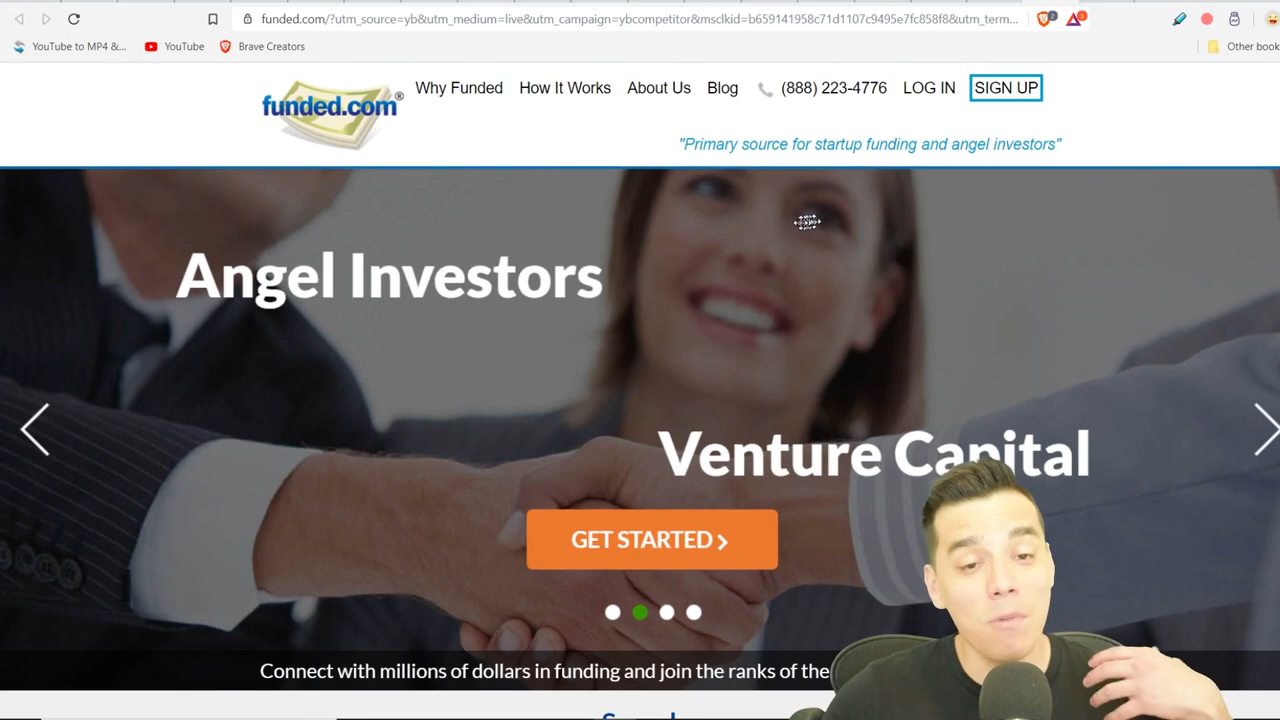 funded.com/?utm_source=yb&utm_medium=live&utm_campaign=ybcompetitor&msclkid=b659141958c71d1107c9495e7fc858f8&utm_term...
2
1
YouTube to MP4 &...
YouTube
Brave Creators
Other book
funded.com®
Why Funded
How It Works
About Us
Blog
(888) 223-4776
LOG IN
SIGN UP
"Primary source for startup funding and angel investors"
Angel Investors
Venture Capital
GET STARTED
Connect with millions of dollars in funding and join the ranks of the